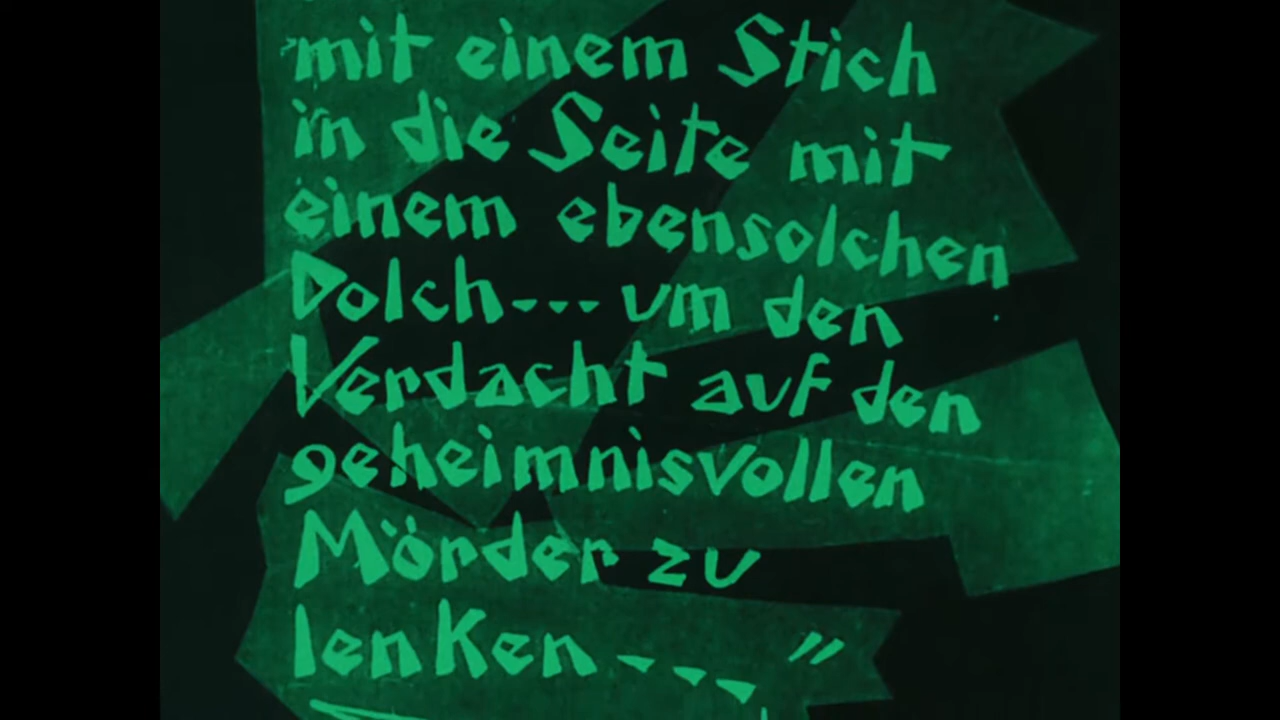 mit einem Stich
in die Seite mit
einem ebensolchen
Dolch--- um den
Verdacht auf den
geheimnisvollen
Mörder zu
lenken---"